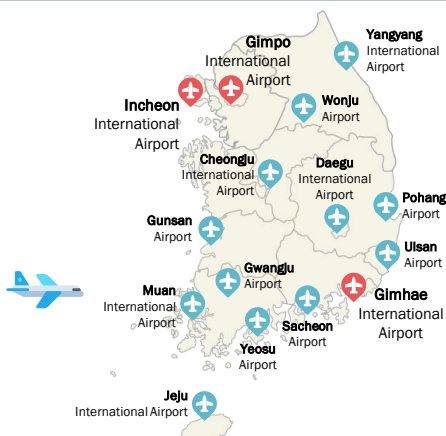 Yangyang
International
Airport
Gimpo
International
Airport
Incheon
International
Airport
Wonju
Airport
Cheongju
International
Airport
Daegu
International
Airport
Pohang
Airport
Gunsan
Airport
Ulsan
Airport
Gwangju
Airport
Muan
International
Airport
Gimhae
International
Airport
Sacheon
Airport
Yeosu
Airport
Jeju
International Airport